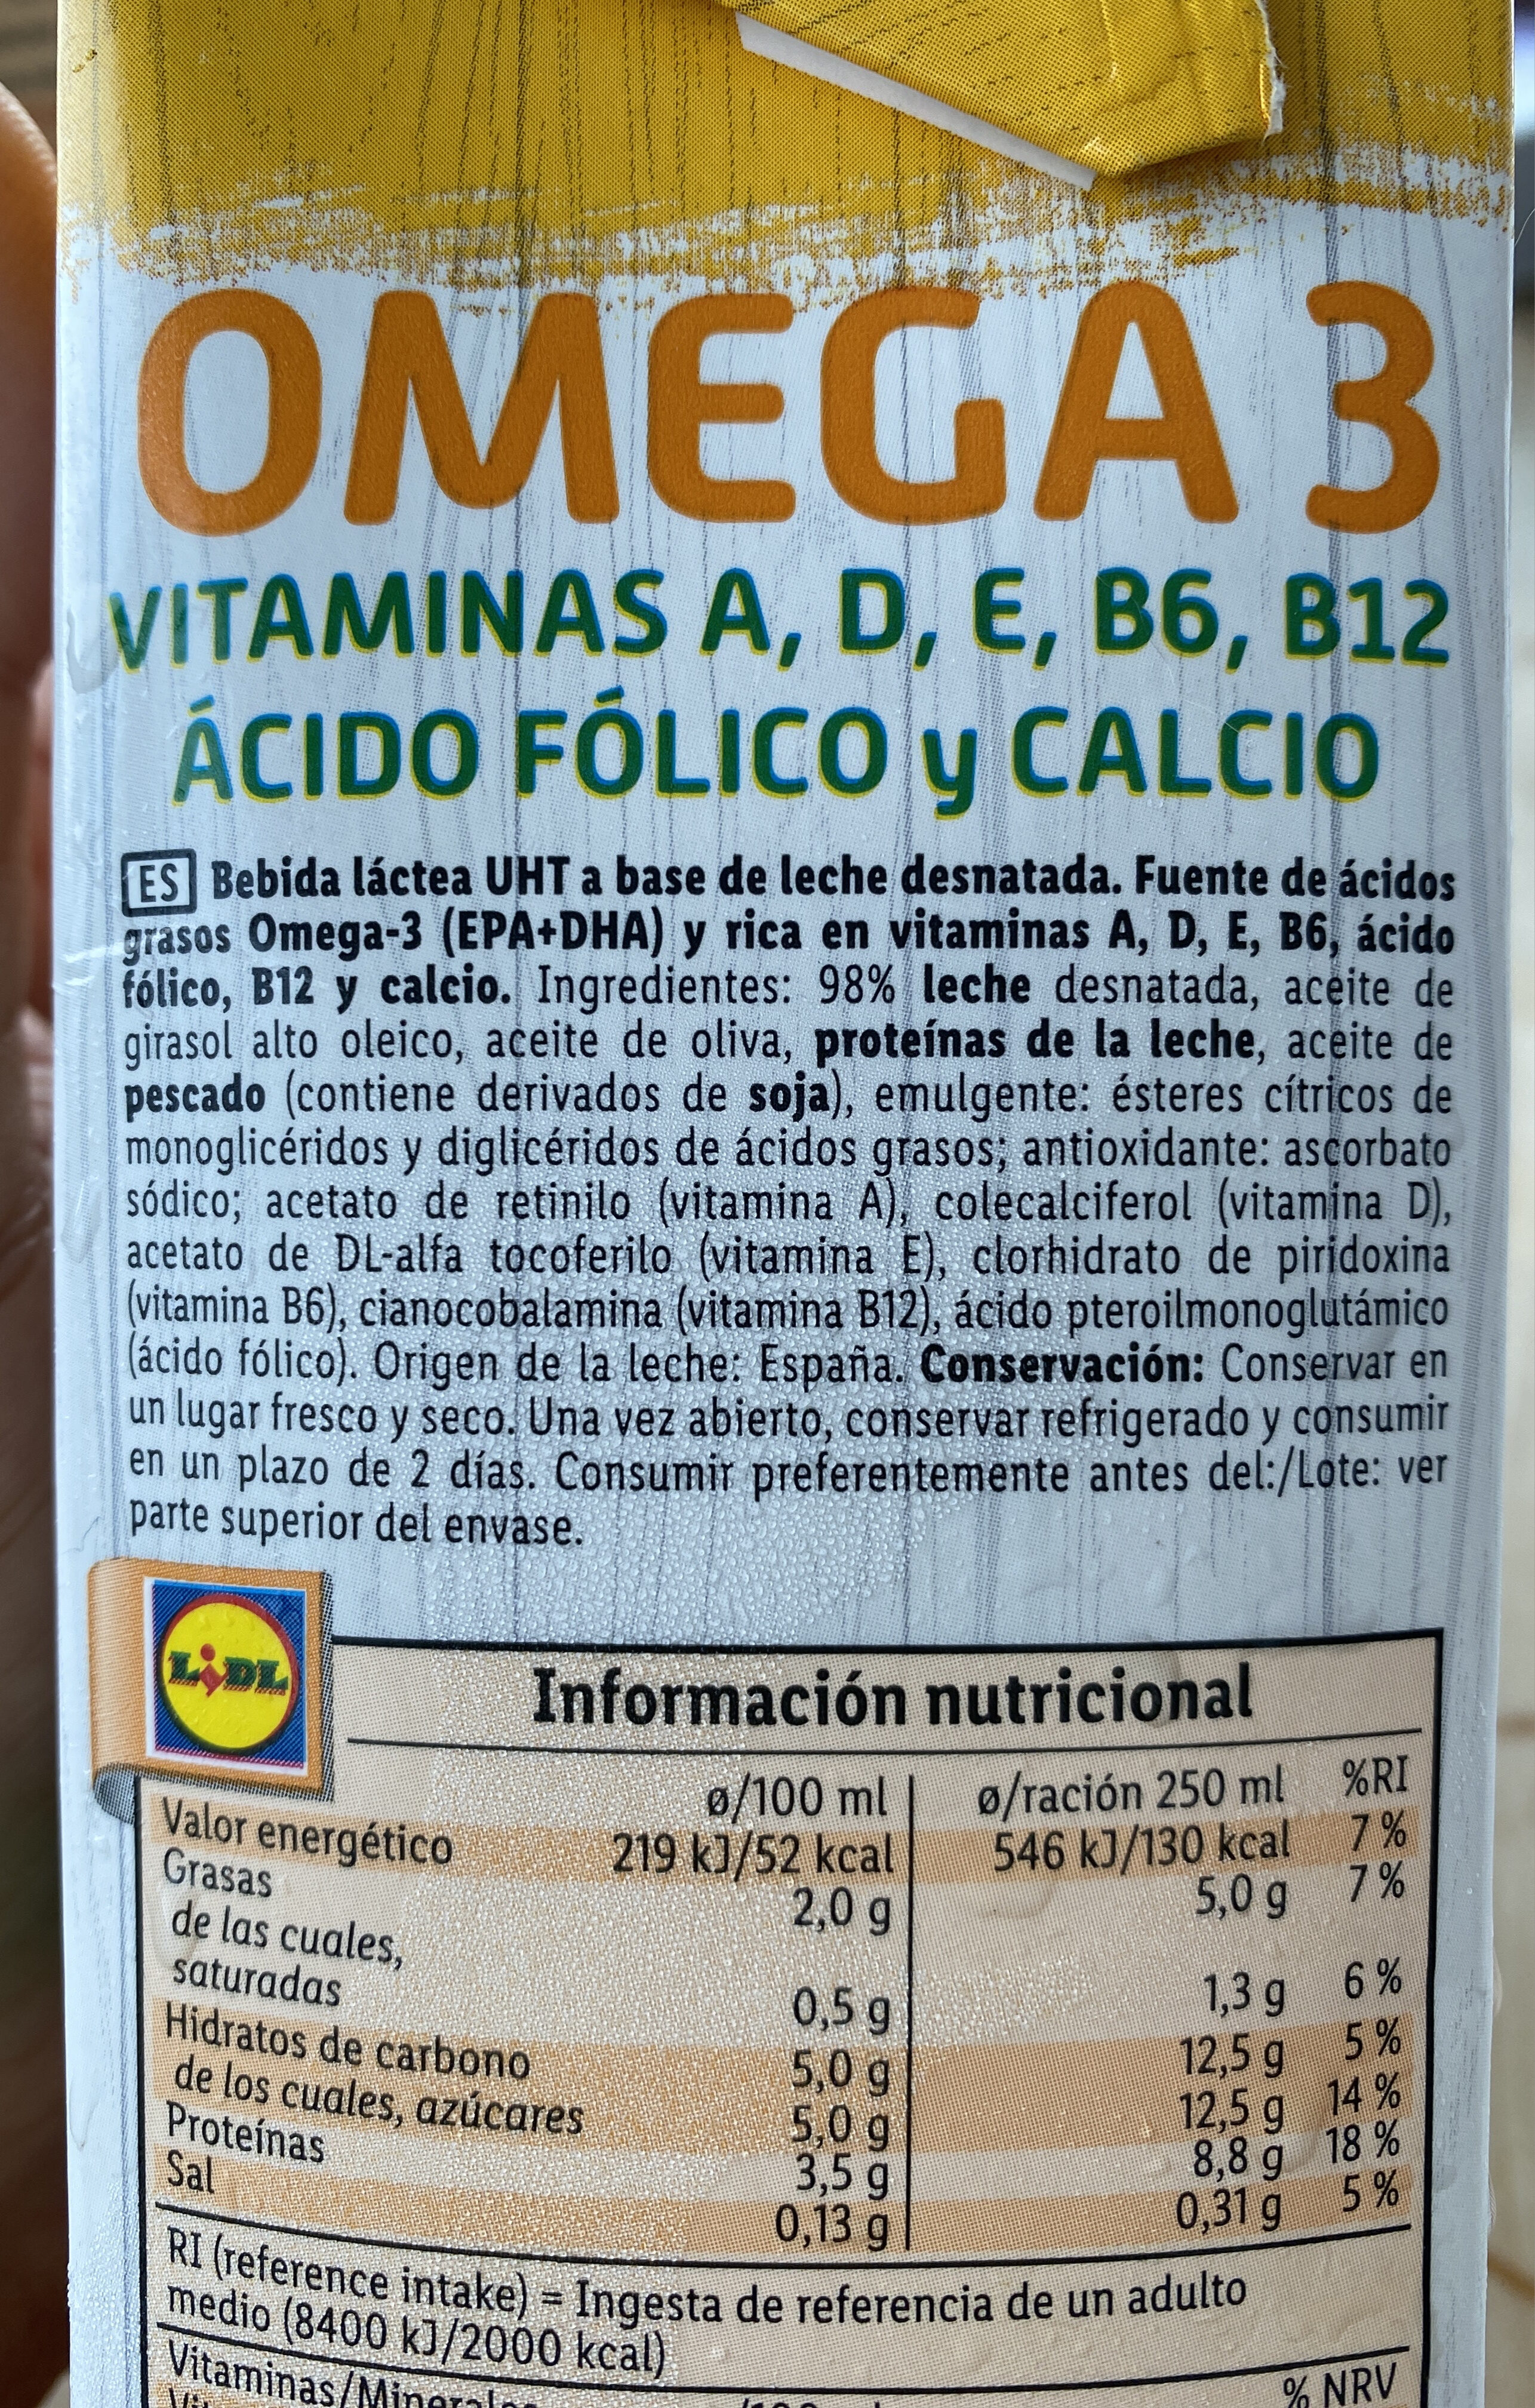 OMEGA 3
VITAMINAS A, D, E, B6, B12
ÁCIDO FÓLICO y CALCIO
ES Bebida láctea UHT a base de leche desnatada. Fuente de ácidos
grasos Omega-3 (EPA+DHA) y rica en vitaminas A, D, E, B6, ácido
fólico, B12 y calcio. Ingredientes: 98% leche desnatada, aceite de
girasol alto oleico, aceite de oliva, proteínas de la leche, aceite de
pescado (contiene derivados de soja), emulgente: ésteres cítricos de
monoglicéridos y diglicéridos de ácidos grasos; antioxidante: ascorbato
sódico; acetato de retinilo (vitamina A), colecalciferol (vitamina D),
acetato de DL-alfa tocoferilo (vitamina E), clorhidrato de piridoxina
(vitamina B6), cianocobalamina (vitamina B12), ácido pteroilmonoglutámico
(ácido fólico). Origen de la leche: España. Conservación: Conservar en
un lugar fresco y seco. Una vez abierto, conservar refrigerado y consumir
en un plazo de 2 días. Consumir preferentemente antes del:/Lote: ver
parte superior del envase.
LIDL
Información nutricional
ø/100 ml ø/ración 250 ml %RI
Valor energético 219 kJ/52 kcal 546 kJ/130 kcal 7 %
Grasas 2,0 g 5,0 g 7 %
de las cuales,
saturadas 0,5 g 1,3 g 6 %
Hidratos de carbono 5,0 g 12,5 g 5 %
de los cuales, azúcares 5,0 g 12,5 g 14 %
Proteínas 3,5 g 8,8 g 18 %
Sal 0,13 g 0,31 g 5 %
RI (reference intake) = Ingesta de referencia de un adulto
medio (8400 kJ/2000 kcal)
Vitaminas/Minerales % NRV